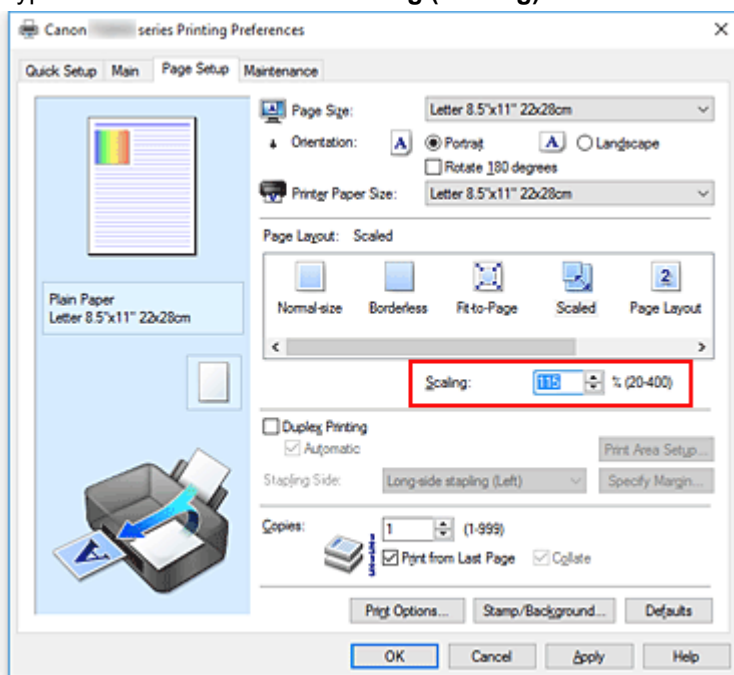 Canon series Printing Preferences
Quick Setup Main Page Setup Maintenance
Page Size: Letter 8.5"x11" 22x28cm
Orientation: A Portrait A Landscape
Rotate 180 degrees
Printer Paper Size: Letter 8.5"x11" 22x28cm
Page Layout: Scaled
Normal-size Borderless Fit-to-Page Scaled 2 Page Layout
Plain Paper
Letter 8.5"x11" 22x28cm
Scaling: 115 % (20-400)
Duplex Printing
Automatic Print Area Setup...
Stapling Side: Long-side stapling (Left) Specify Margin...
Copies: 1 (1-999)
Print from Last Page Collate
A
Print Options... Stamp/Background... Defaults
OK Cancel Apply Help